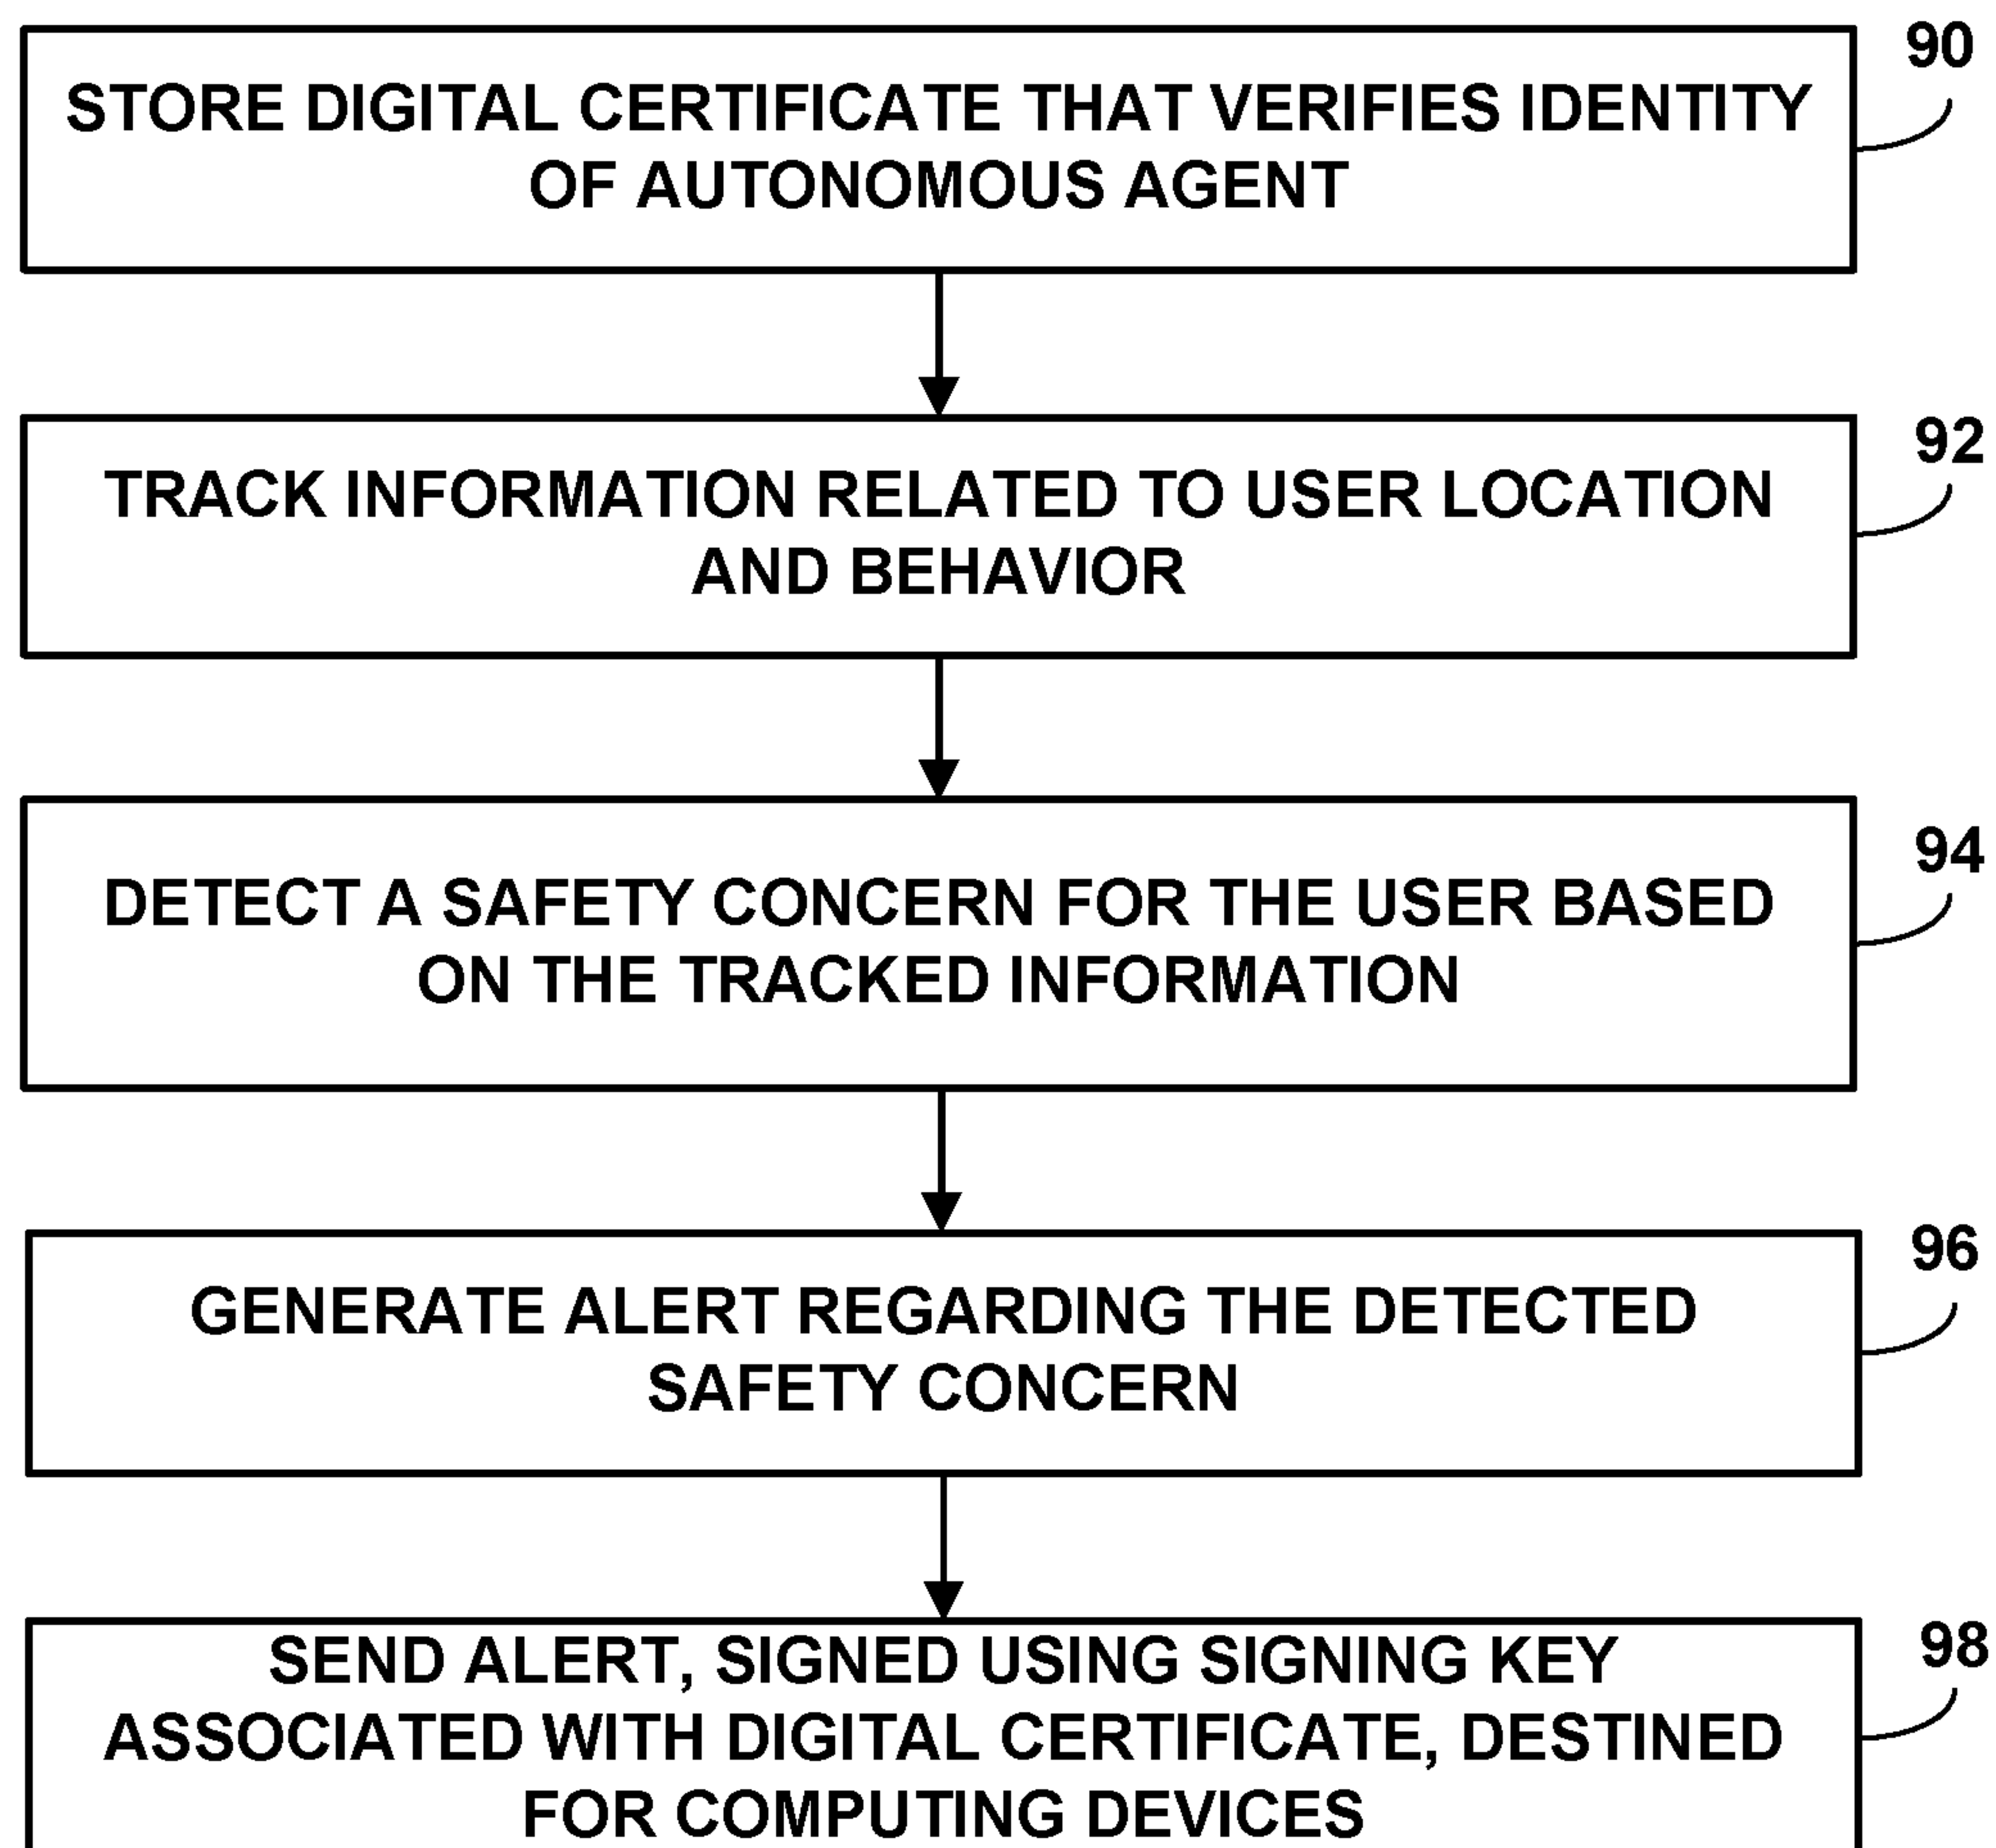 90
STORE DIGITAL CERTIFICATE THAT VERIFIES IDENTITY
OF AUTONOMOUS AGENT
92
TRACK INFORMATION RELATED TO USER LOCATION
AND BEHAVIOR
94
DETECT A SAFETY CONCERN FOR THE USER BASED
ON THE TRACKED INFORMATION
96
GENERATE ALERT REGARDING THE DETECTED
SAFETY CONCERN
98
SEND ALERT, SIGNED USING SIGNING KEY
ASSOCIATED WITH DIGITAL CERTIFICATE, DESTINED
FOR COMPUTING DEVICES